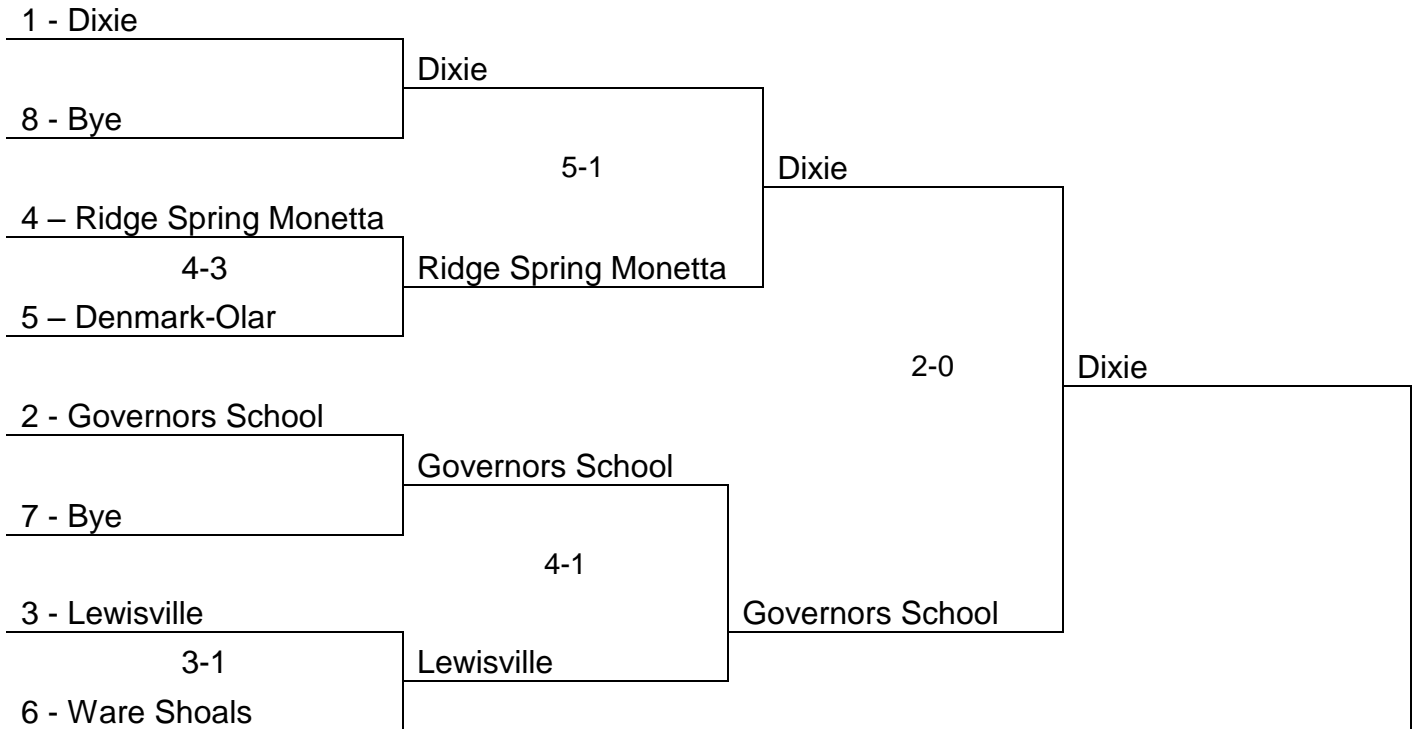 1 - Dixie
Dixie
8 - Bye
5-1
Dixie
4 – Ridge Spring Monetta
4-3
Ridge Spring Monetta
5 – Denmark-Olar
2-0
Dixie
2 - Governors School
Governors School
7 - Bye
4-1
3 - Lewisville
Governors School
3-1
Lewisville
6 - Ware Shoals